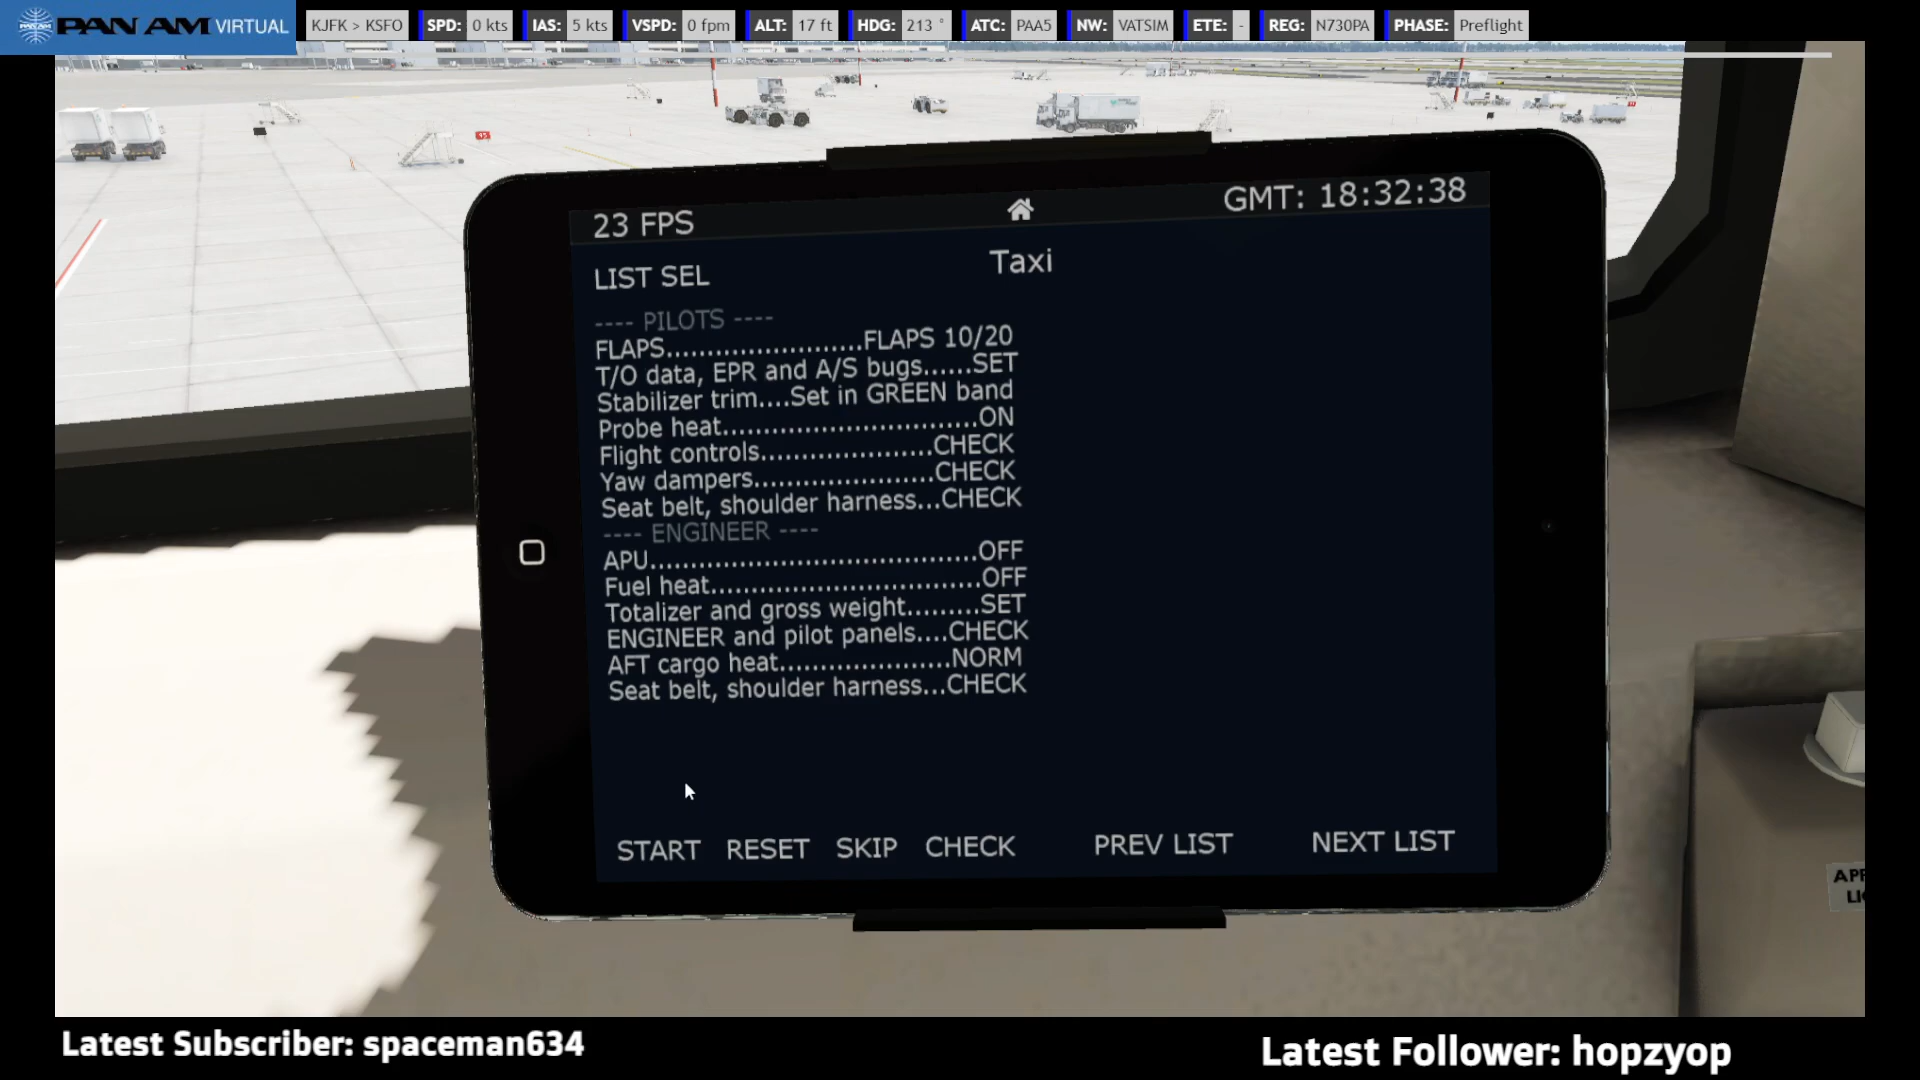 PAN AM VIRTUAL
KJFK > KSFO SPD: 0 kts IAS: 5 kts VSPD: 0 fpm ALT: 17 ft HDG: 213 ° ATC: PAA5 NW: VATSIM ETE: - REG: N730PA PHASE: Preflight
23 FPS GMT: 18:32:38
Taxi
LIST SEL
---- PILOTS ----
FLAPS........................FLAPS 10/20
T/O data, EPR and A/S bugs......SET
Stabilizer trim....Set in GREEN band
Probe heat...............................ON
Flight controls.....................CHECK
Yaw dampers......................CHECK
Seat belt, shoulder harness...CHECK
---- ENGINEER ----
APU........................................OFF
Fuel heat.................................OFF
Totalizer and gross weight.........SET
ENGINEER and pilot panels....CHECK
AFT cargo heat.....................NORM
Seat belt, shoulder harness...CHECK
START RESET SKIP CHECK PREV LIST NEXT LIST
Latest Subscriber: spaceman634
Latest Follower: hopzyop